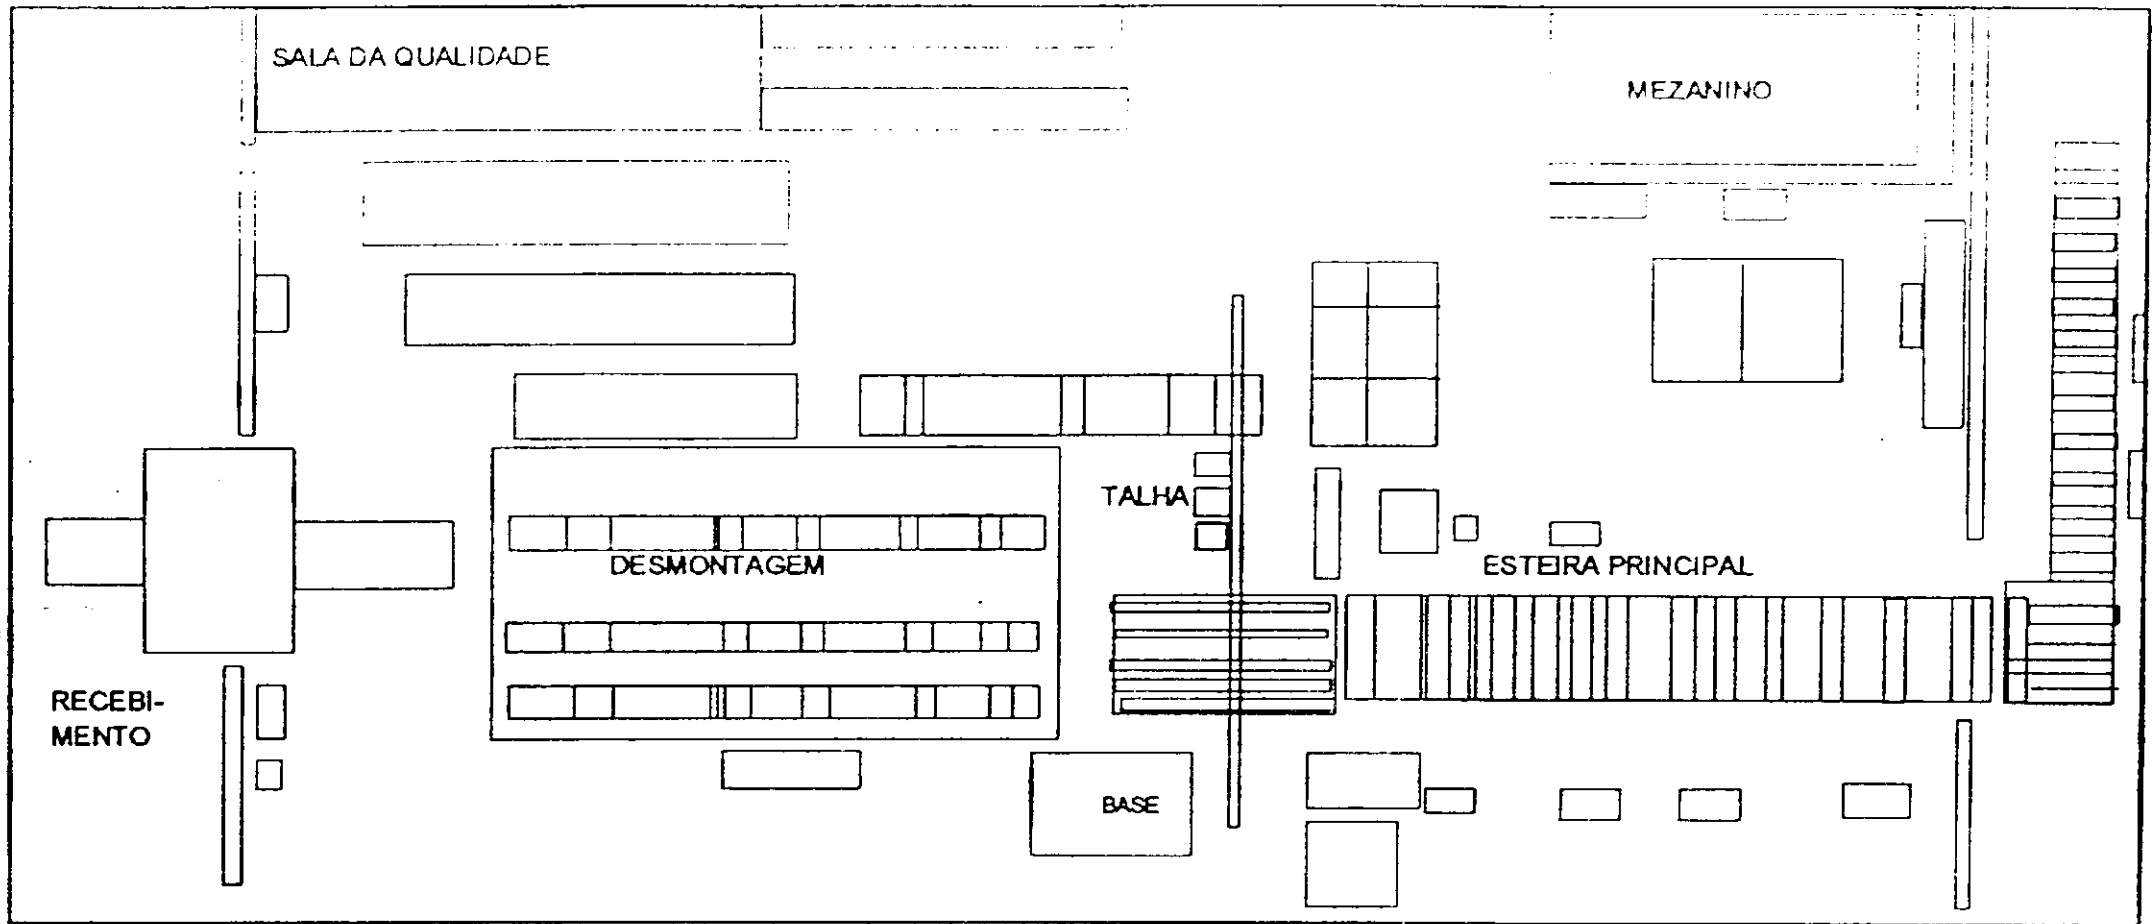 SALA DA QUALIDADE
MEZANINO
TALHA
DESMONTAGEM
ESTEIRA PRINCIPAL
RECEBI-
MENTO
BASE